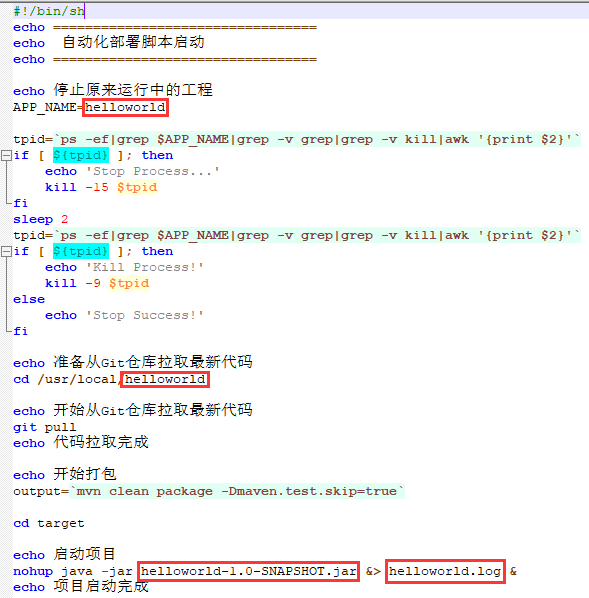 #!/bin/sh
echo =================================
echo  自动化部署脚本启动
echo =================================
echo 停止原来运行中的工程
APP_NAME=helloworld
tpid=`ps -ef|grep $APP_NAME|grep -v grep|grep -v kill|awk '{print $2}'`
if [ ${tpid} ]; then
    echo 'Stop Process...'
    kill -15 $tpid
fi
sleep 2
tpid=`ps -ef|grep $APP_NAME|grep -v grep|grep -v kill|awk '{print $2}'`
if [ ${tpid} ]; then
    echo 'Kill Process!'
    kill -9 $tpid
else
    echo 'Stop Success!'
fi
echo 准备从Git仓库拉取最新代码
cd /usr/local/helloworld
echo 开始从Git仓库拉取最新代码
git pull
echo 代码拉取完成
echo 开始打包
output=`mvn clean package -Dmaven.test.skip=true`
cd target
echo 启动项目
nohup java -jar helloworld-1.0-SNAPSHOT.jar &> helloworld.log &
echo 项目启动完成